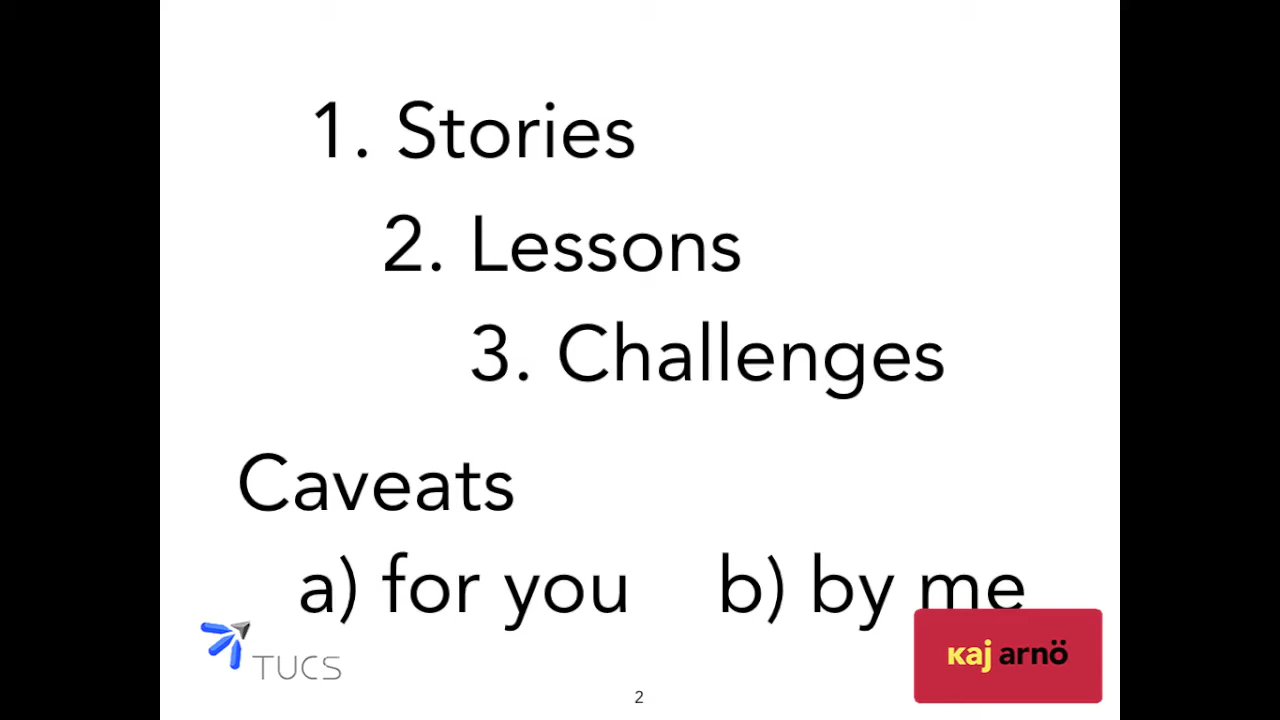 1. Stories
2. Lessons
3. Challenges
Caveats
a) for you b) by me
TUCS
kaj arnö
2